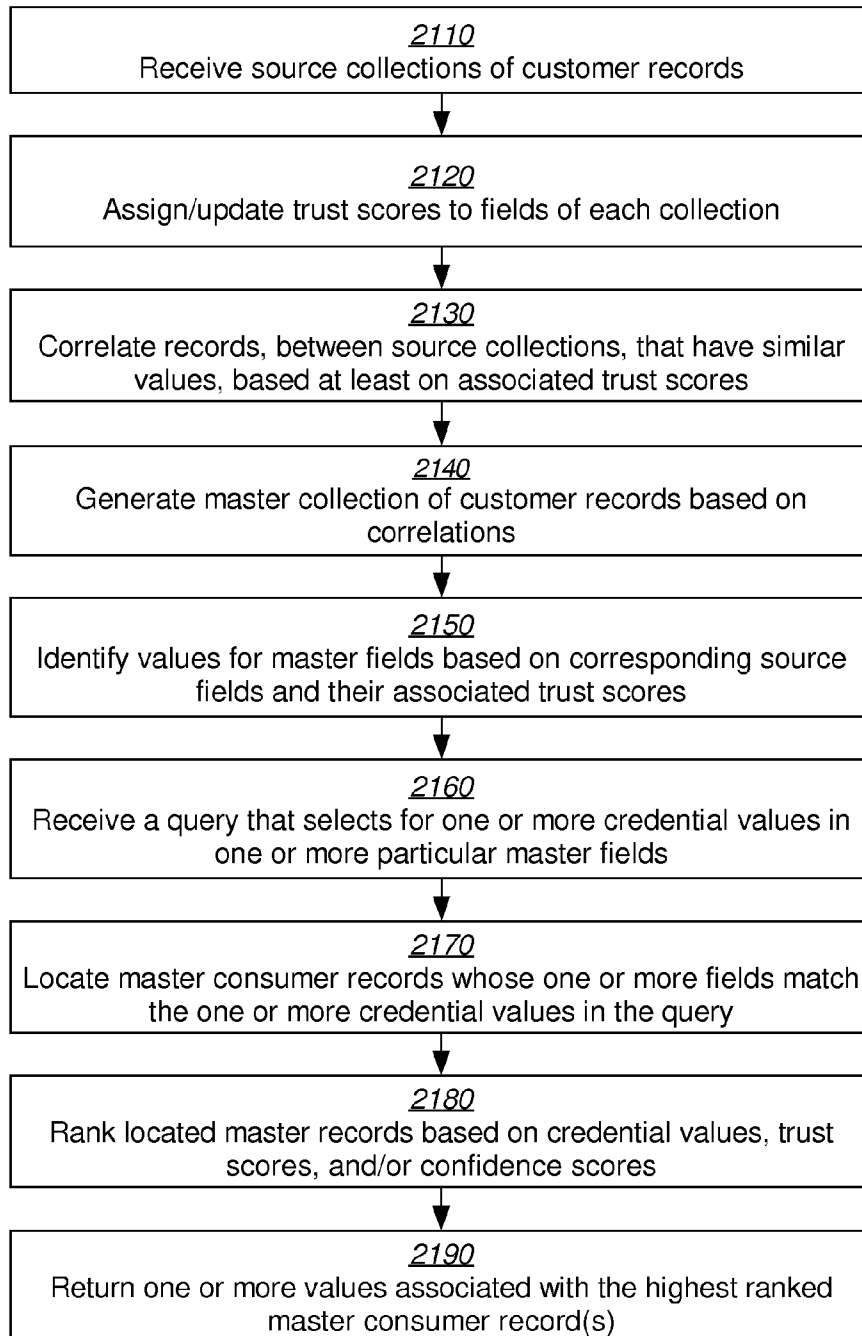 2110
Receive source collections of customer records
2120
Assign/update trust scores to fields of each collection
2130
Correlate records, between source collections, that have similar
values, based at least on associated trust scores
2140
Generate master collection of customer records based on
correlations
2150
Identify values for master fields based on corresponding source
fields and their associated trust scores
2160
Receive a query that selects for one or more credential values in
one or more particular master fields
2170
Locate master consumer records whose one or more fields match
the one or more credential values in the query
2180
Rank located master records based on credential values, trust
scores, and/or confidence scores
2190
Return one or more values associated with the highest ranked
master consumer record(s)